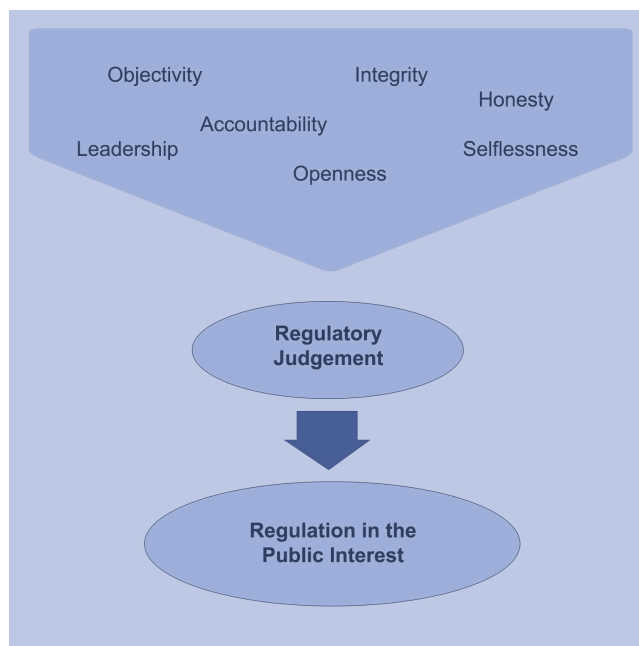 Objectivity
Integrity
Honesty
Accountability
Leadership
Selflessness
Openness
Regulatory
Judgement
Regulation in the
Public Interest